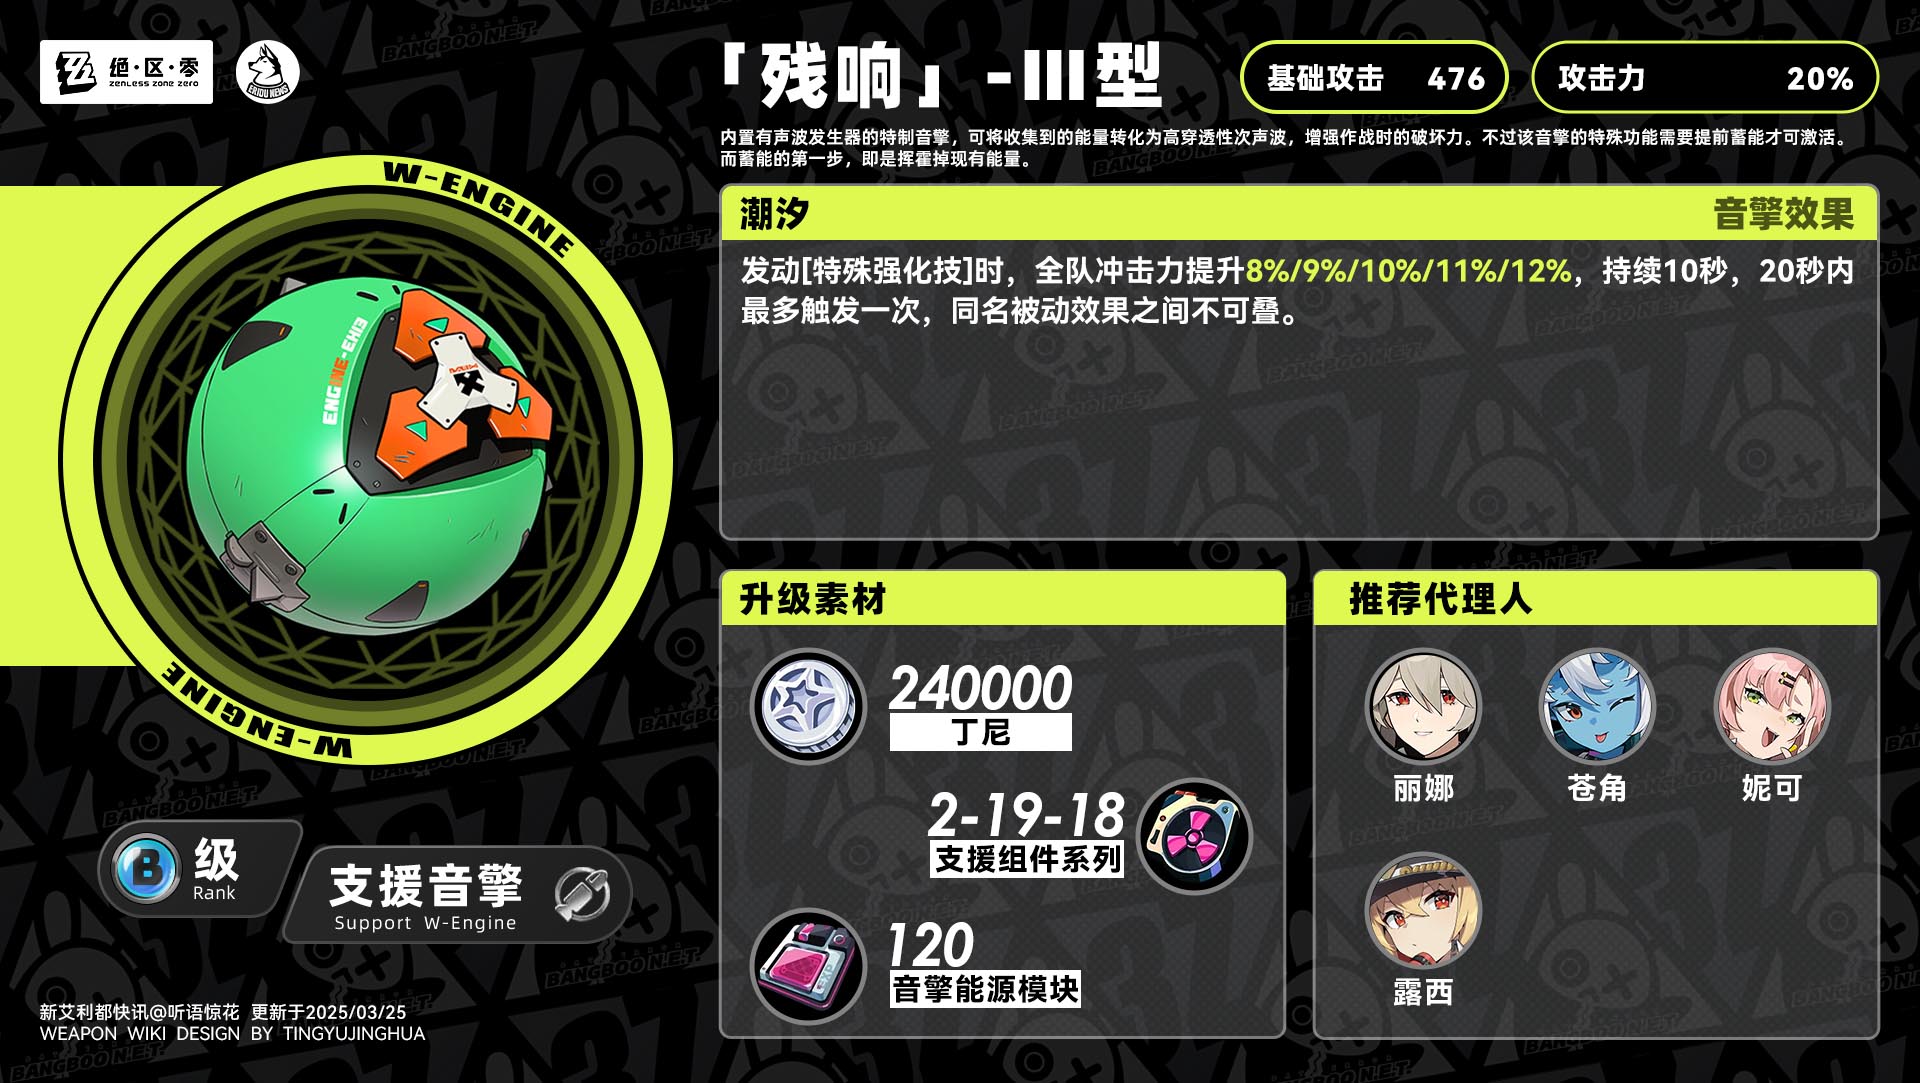 绝·区·零
ZENLESS ZONE ZERO
ERIDU NEWS
「残响」-III型
基础攻击 476
攻击力 20%
内置有声波发生器的特制音擎，可将收集到的能量转化为高穿透性次声波，增强作战时的破坏力。不过该音擎的特殊功能需要提前蓄能才可激活。
而蓄能的第一步，即是挥霍掉现有能量。
W-ENGINE
ENGINE-EH13
W-ENGINE
潮汐 音擎效果
发动[特殊强化技]时，全队冲击力提升8%/9%/10%/11%/12%，持续10秒，20秒内
最多触发一次，同名被动效果之间不可叠。
升级素材
240000
丁尼
2-19-18
支援组件系列
120
音擎能源模块
推荐代理人
丽娜
苍角
妮可
露西
B
级
Rank
支援音擎
Support W-Engine
新艾利都快讯@听语惊花 更新于2025/03/25
WEAPON WIKI DESIGN BY TINGYUJINGHUA
BANGBOO N.E.T.